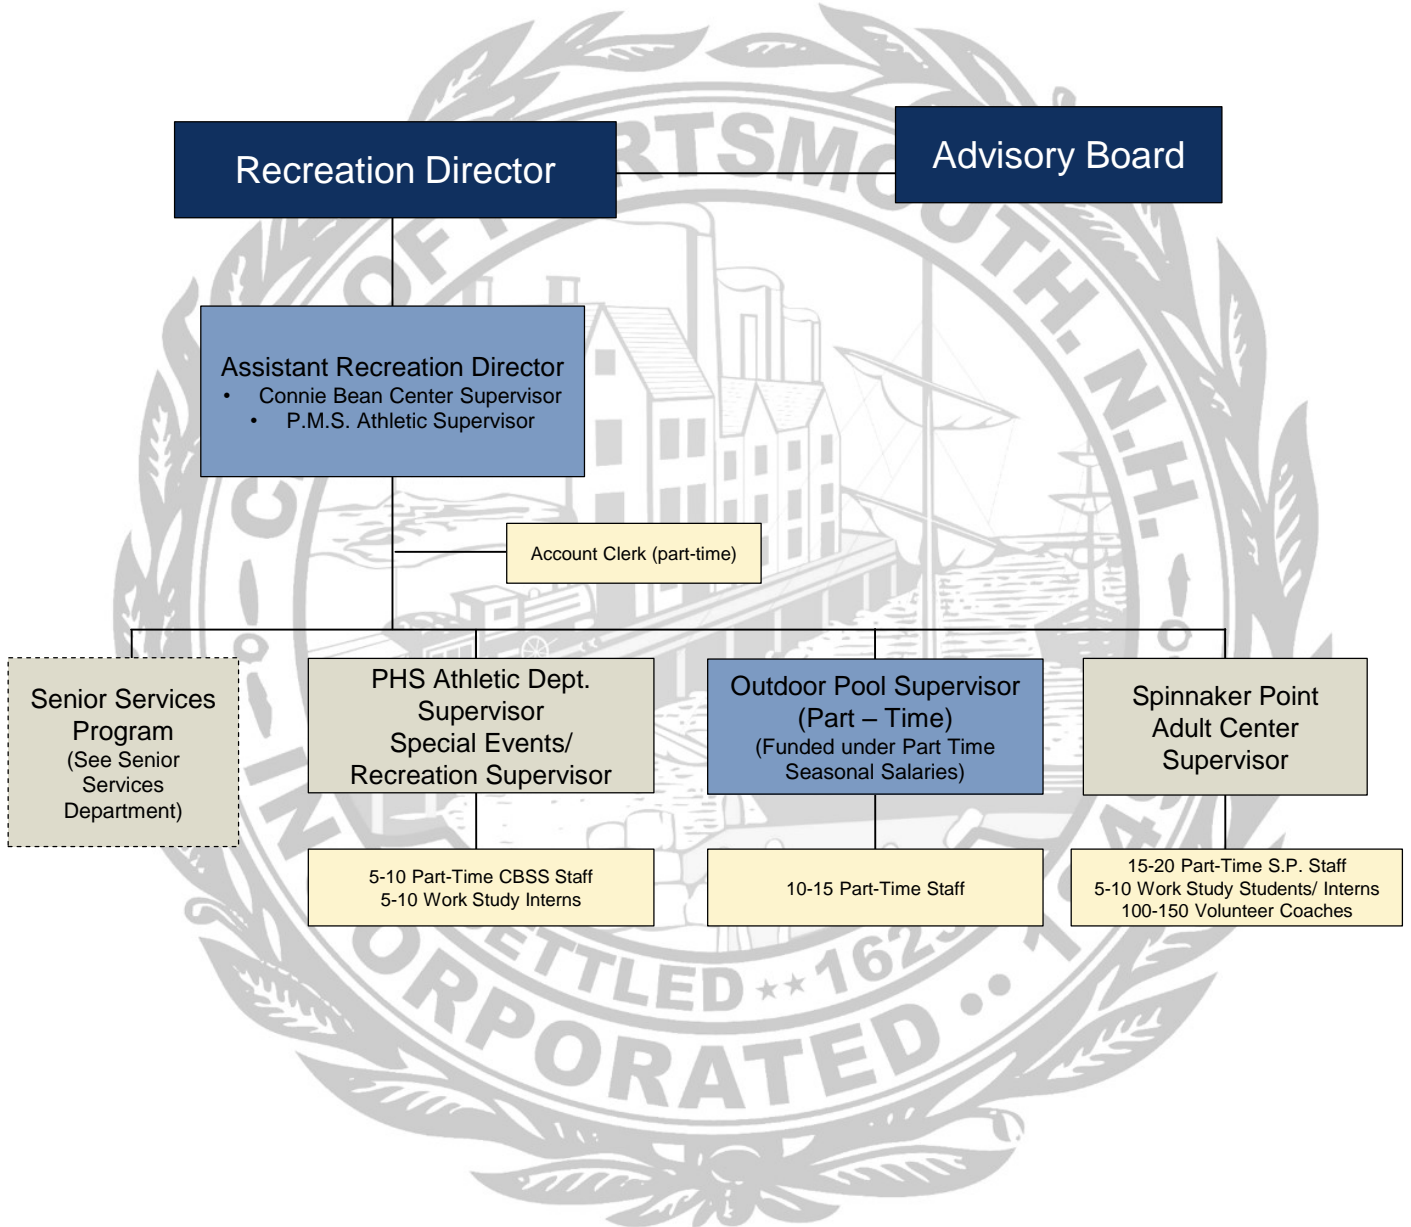 Recreation Director
Advisory Board
Assistant Recreation Director
• Connie Bean Center Supervisor
• P.M.S. Athletic Supervisor
Account Clerk (part-time)
Senior Services
Program
(See Senior
Services
Department)
PHS Athletic Dept.
Supervisor
Special Events/
Recreation Supervisor
Outdoor Pool Supervisor
(Part – Time)
(Funded under Part Time
Seasonal Salaries)
Spinnaker Point
Adult Center
Supervisor
5-10 Part-Time CBSS Staff
5-10 Work Study Interns
10-15 Part-Time Staff
15-20 Part-Time S.P. Staff
5-10 Work Study Students/ Interns
100-150 Volunteer Coaches
OF
N.H.
1623